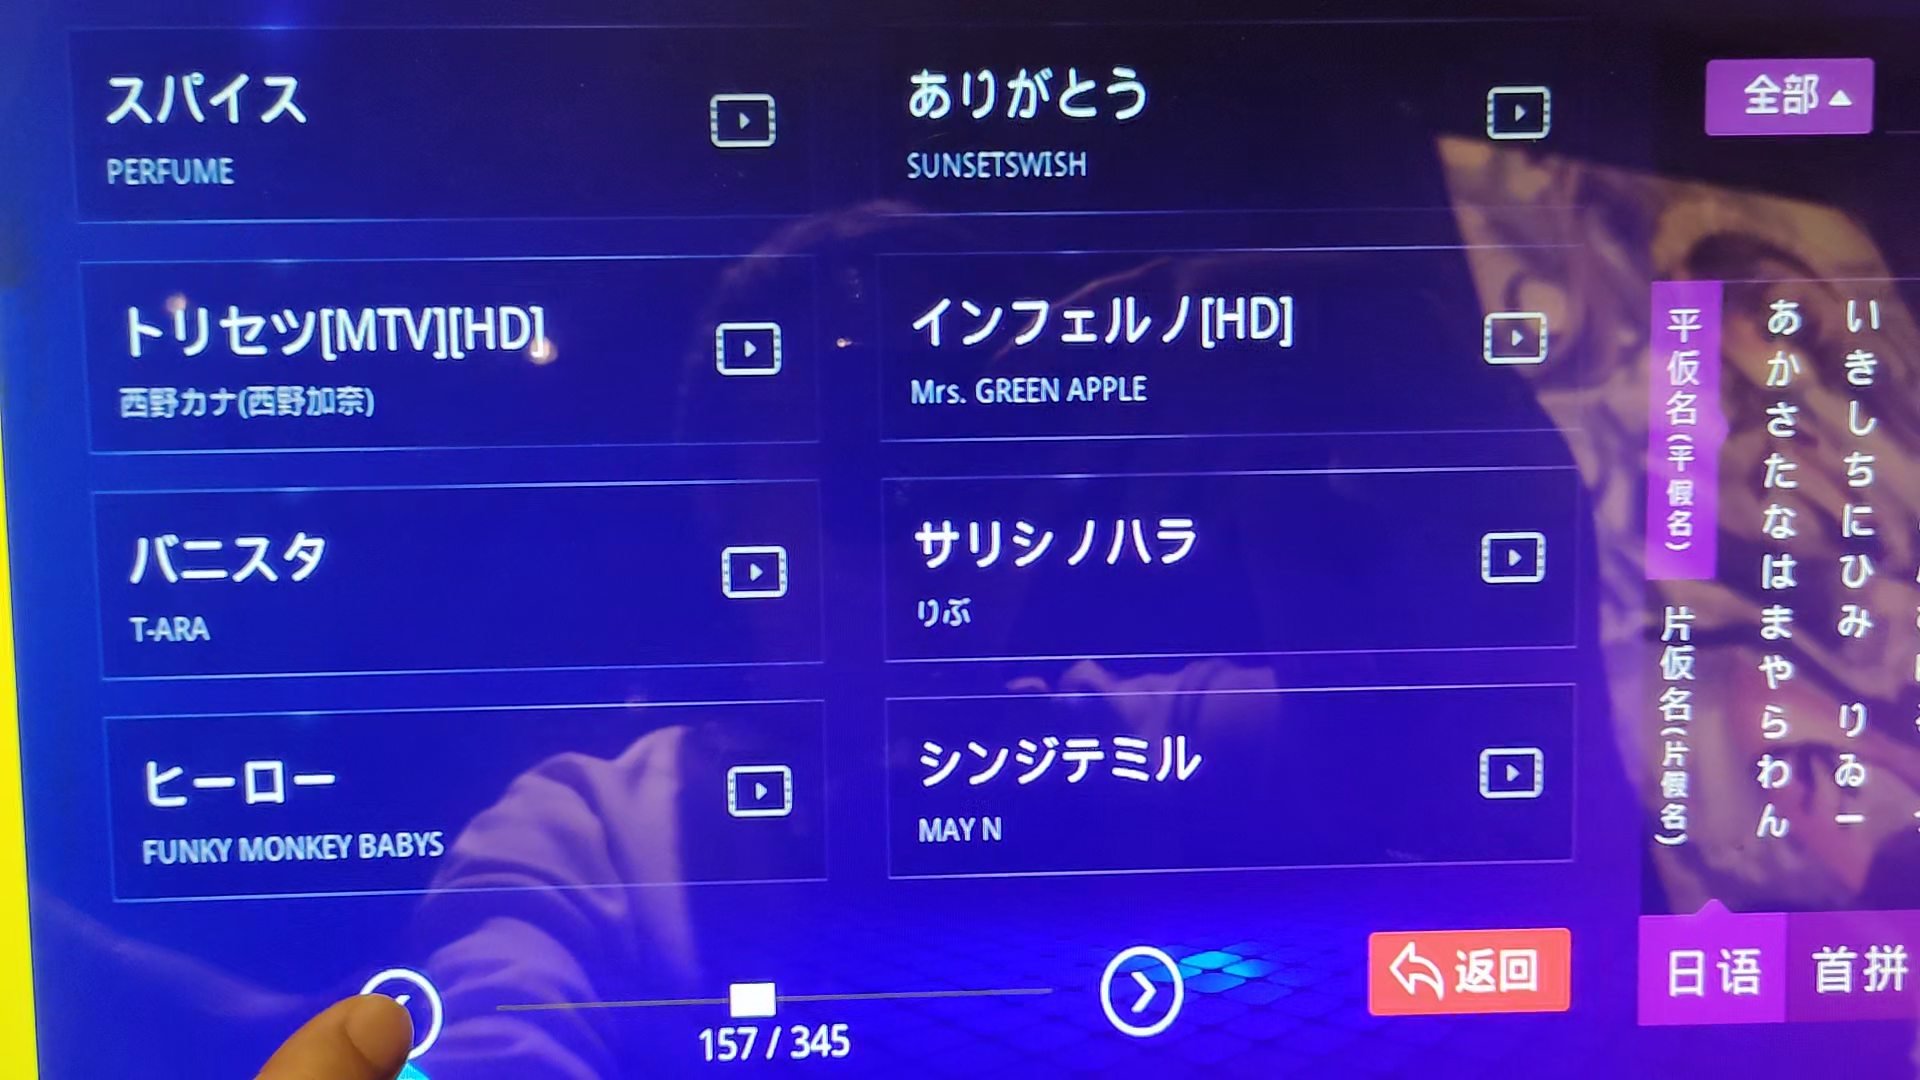 スパイス
PERFUME
ありがとう
SUNSETSWISH
トリセツ[MTV][HD]
西野カナ(西野加奈)
インフェルノ[HD]
Mrs. GREEN APPLE
バニスタ
T-ARA
サリシノハラ
りぶ
ヒーロー
FUNKY MONKEY BABYS
シンジテミル
MAY N
157 / 345
返回
全部
平仮名(平假名)
片仮名(片假名)
あかさたなはまやらわん
いきしちにひみ りゐー
日语
首拼